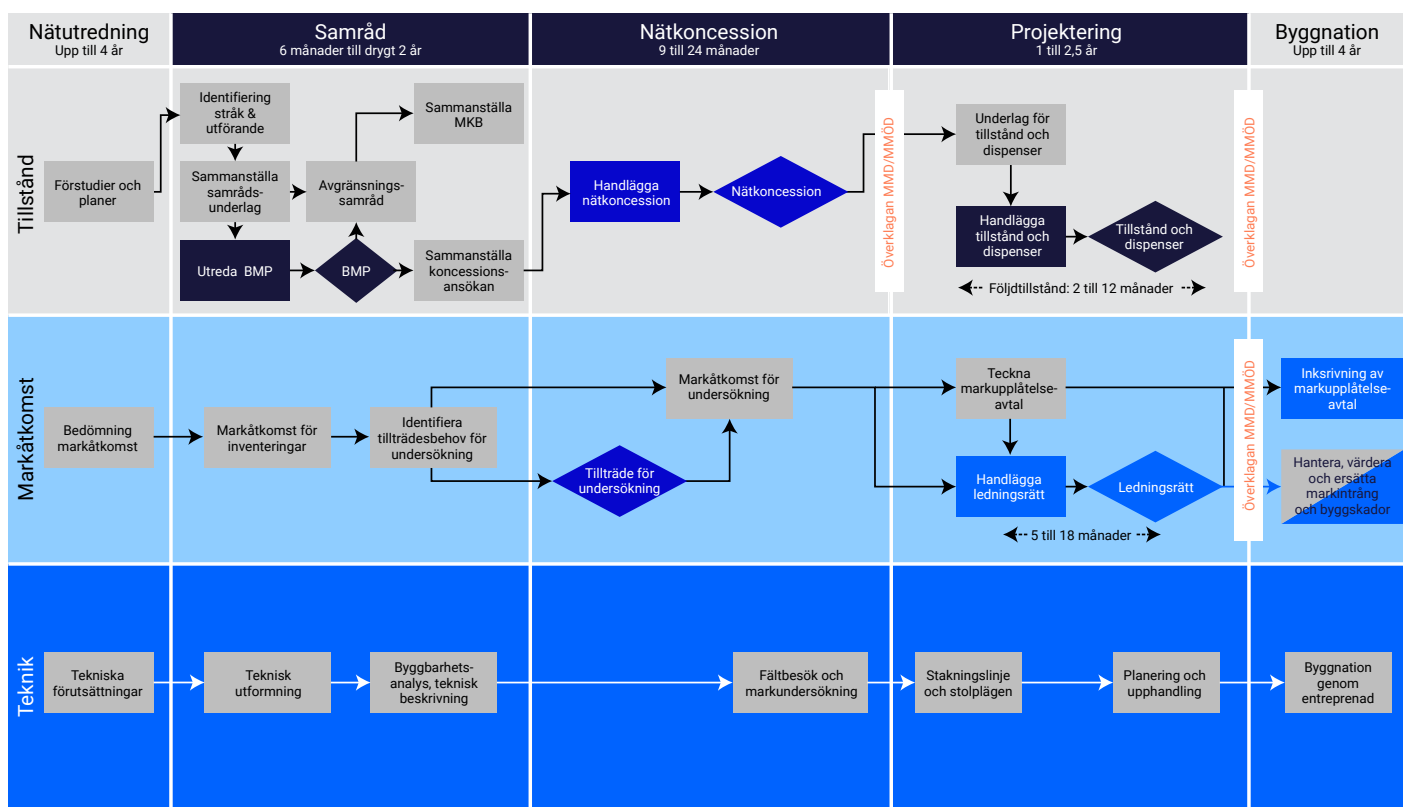 Nätutredning
Upp till 4 år
Samråd
6 månader till drygt 2 år
Nätkoncession
9 till 24 månader
Projektering
1 till 2,5 år
Byggnation
Upp till 4 år
Tillstånd
Förstudier och
planer
Identifiering
stråk &
utförande
Sammanställa
samråds-
underlag
Utreda BMP
Avgränsnings-
samråd
BMP
Sammanställa
MKB
Sammanställa
koncessions-
ansökan
Handlägga
nätkoncession
Nätkoncession
Överklagan MMD/MMÖD
Underlag för
tillstånd och
dispenser
Handlägga
tillstånd och
dispenser
Tillstånd och
dispenser
Följdtillstånd: 2 till 12 månader
Överklagan MMD/MMÖD
Markåtkomst
Bedömning
markåtkomst
Markåtkomst för
inventeringar
Identifiera
tillträdesbehov för
undersökning
Tillträde för
undersökning
Markåtkomst för
undersökning
Teckna
markupplåtelse-
avtal
Handlägga
ledningsrätt
Ledningsrätt
5 till 18 månader
Överklagan MMD/MMÖD
Inksrivning av
markupplåtelse-
avtal
Hantera, värdera
och ersätta
markintrång
och byggskador
Teknik
Tekniska
förutsättningar
Teknisk
utformning
Byggbarhets-
analys, teknisk
beskrivning
Fältbesök och
markundersökning
Stakningslinje
och stolplägen
Planering och
upphandling
Byggnation
genom
entreprenad